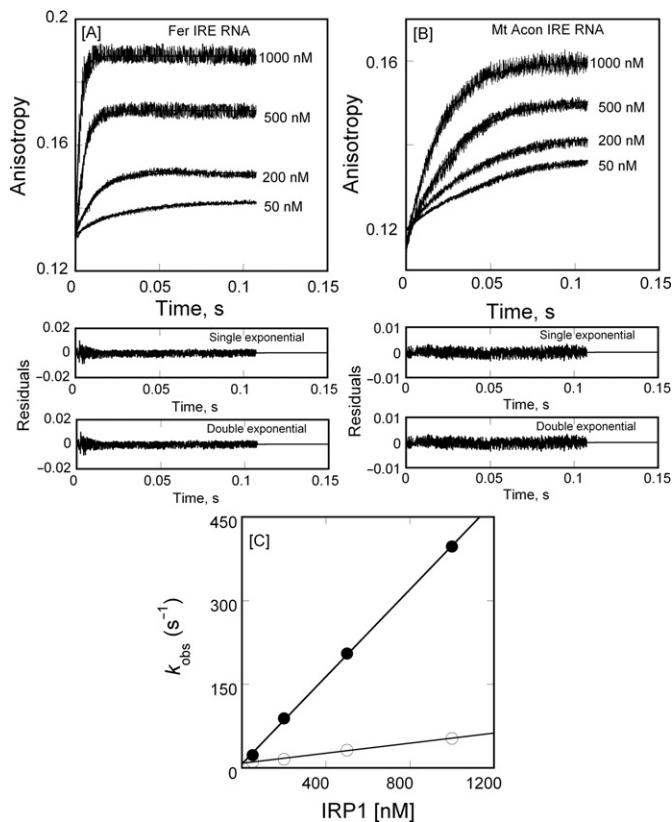 [A] Fer IRE RNA
0.2
0.16
0.12
Anisotropy
1000 nM
500 nM
200 nM
50 nM
0 0.05 0.1 0.15
Time, s
[B] Mt Acon IRE RNA
0.16
0.12
Anisotropy
1000 nM
500 nM
200 nM
50 nM
0 0.05 0.1 0.15
Time, s
Residuals
0.02
0
−0.02
Single exponential
0 0.05 0.1 0.15
Time, s
0.02
0
−0.02
Double exponential
0 0.05 0.1 0.15
Time, s
Residuals
0.01
0
−0.01
Single exponential
0 0.05 0.1 0.15
Time, s
0.01
0
−0.01
Double exponential
0 0.05 0.1 0.15
Time, s
[C]
450
300
150
0
kobs (s−1)
400 800 1200
IRP1 [nM]